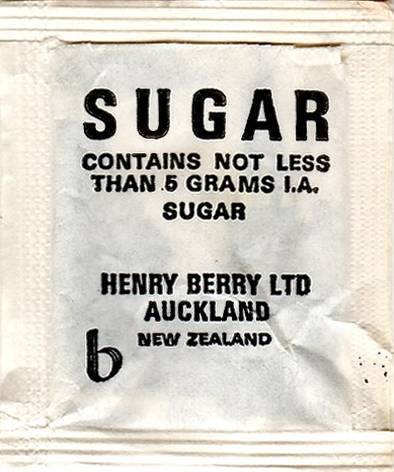 SUGAR
CONTAINS NOT LESS
THAN 5 GRAMS I.A.
SUGAR
HENRY BERRY LTD
AUCKLAND
NEW ZEALAND
b